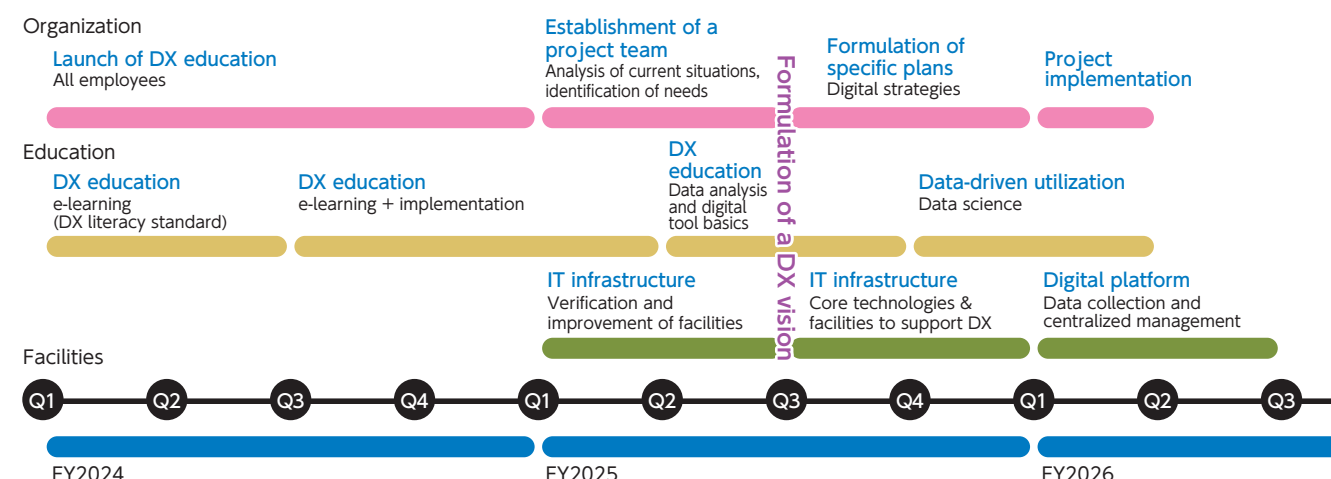 Organization
Launch of DX education
All employees
Establishment of a
project team
Analysis of current situations,
identification of needs
Formulation of
specific plans
Digital strategies
Project
implementation
Formulation of a DX vision
Education
DX education
e-learning
(DX literacy standard)
DX education
e-learning + implementation
DX
education
Data analysis
and digital
tool basics
Data-driven utilization
Data science
IT infrastructure
Verification and
improvement of facilities
IT infrastructure
Core technologies &
facilities to support DX
Digital platform
Data collection and
centralized management
Facilities
Q1 Q2 Q3 Q4 Q1 Q2 Q3 Q4 Q1 Q2 Q3
FY2024 FY2025 FY2026